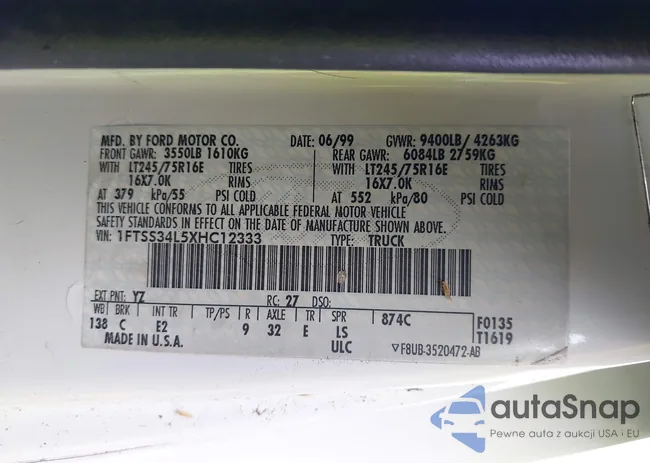 MFD. BY FORD MOTOR CO. DATE: 06/99 GVWR: 9400LB/ 4263KG
FRONT GAWR: 3550LB 1610KG REAR GAWR: 6084LB 2759KG
WITH LT245/75R16E TIRES WITH LT245/75R16E TIRES
16X7.0K RIMS 16X7.0K RIMS
AT 379 kPa/55 PSI COLD AT 552 kPa/80 PSI COLD
THIS VEHICLE CONFORMS TO ALL APPLICABLE FEDERAL MOTOR VEHICLE
SAFETY STANDARDS IN EFFECT ON THE DATE OF MANUFACTURE SHOWN ABOVE.
VIN: 1FTSS34L5XHC12333 TYPE: TRUCK
EXT PNT: YZ RC: 27 DSO:
WB BRK INT TR TP/PS R AXLE TR SPR 874C F0135
138 C E2 9 32 E LS T1619
MADE IN U.S.A. ULC ▽F8UB-3520472-AB
autaSnap
Pewne auta z aukcji USA i EU